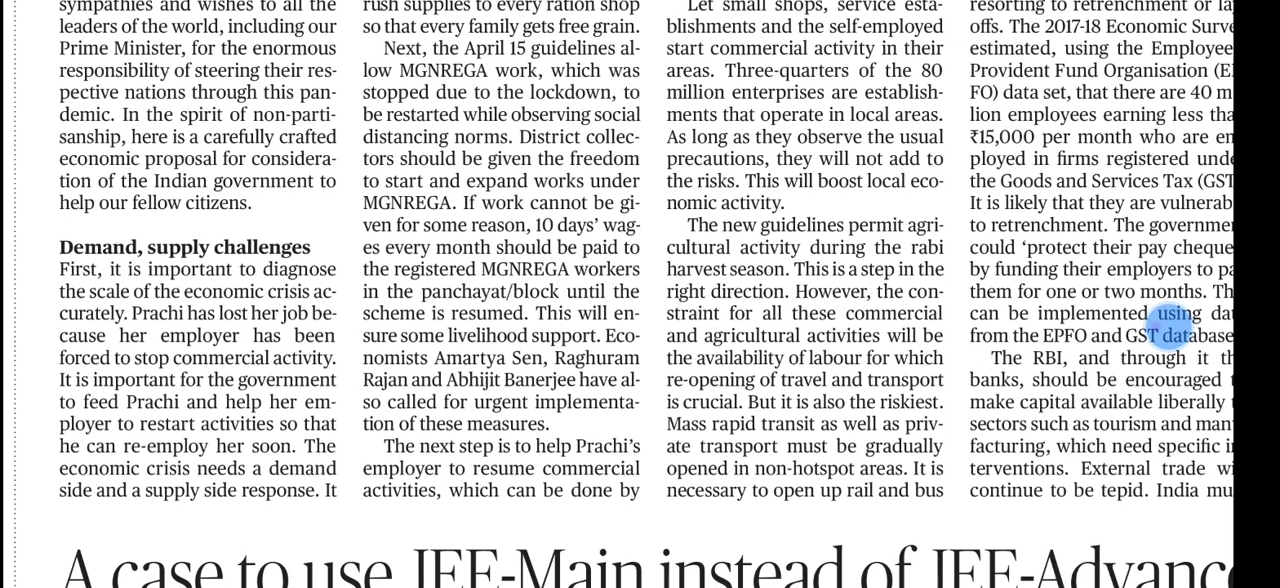 sympathies and wishes to all the
leaders of the world, including our
Prime Minister, for the enormous
responsibility of steering their res-
pective nations through this pan-
demic. In the spirit of non-parti-
sanship, here is a carefully crafted
economic proposal for considera-
tion of the Indian government to
help our fellow citizens.
Demand, supply challenges
First, it is important to diagnose
the scale of the economic crisis ac-
curately. Prachi has lost her job be-
cause her employer has been
forced to stop commercial activity.
It is important for the government
to feed Prachi and help her em-
ployer to restart activities so that
he can re-employ her soon. The
economic crisis needs a demand
side and a supply side response. It
rush supplies to every ration shop
so that every family gets free grain.
Next, the April 15 guidelines al-
low MGNREGA work, which was
stopped due to the lockdown, to
be restarted while observing social
distancing norms. District collec-
tors should be given the freedom
to start and expand works under
MGNREGA. If work cannot be gi-
ven for some reason, 10 days’ wag-
es every month should be paid to
the registered MGNREGA workers
in the panchayat/block until the
scheme is resumed. This will en-
sure some livelihood support. Eco-
nomists Amartya Sen, Raghuram
Rajan and Abhijit Banerjee have al-
so called for urgent implementa-
tion of these measures.
The next step is to help Prachi’s
employer to resume commercial
activities, which can be done by
Let small shops, service esta-
blishments and the self-employed
start commercial activity in their
areas. Three-quarters of the 80
million enterprises are establish-
ments that operate in local areas.
As long as they observe the usual
precautions, they will not add to
the risks. This will boost local eco-
nomic activity.
The new guidelines permit agri-
cultural activity during the rabi
harvest season. This is a step in the
right direction. However, the con-
straint for all these commercial
and agricultural activities will be
the availability of labour for which
re-opening of travel and transport
is crucial. But it is also the riskiest.
Mass rapid transit as well as priv-
ate transport must be gradually
opened in non-hotspot areas. It is
necessary to open up rail and bus
resorting to retrenchment or la
offs. The 2017-18 Economic Surve
estimated, using the Employee
Provident Fund Organisation (E
FO) data set, that there are 40 m
lion employees earning less tha
₹15,000 per month who are em
ployed in firms registered unde
the Goods and Services Tax (GST
It is likely that they are vulnerab
to retrenchment. The governme
could ‘protect their pay cheque
by funding their employers to pa
them for one or two months. Th
can be implemented using dat
from the EPFO and GST database
The RBI, and through it th
banks, should be encouraged t
make capital available liberally
sectors such as tourism and man
facturing, which need specific i
terventions. External trade wi
continue to be tepid. India mu
A case to use JEE-Main instead of JEE-Advanc